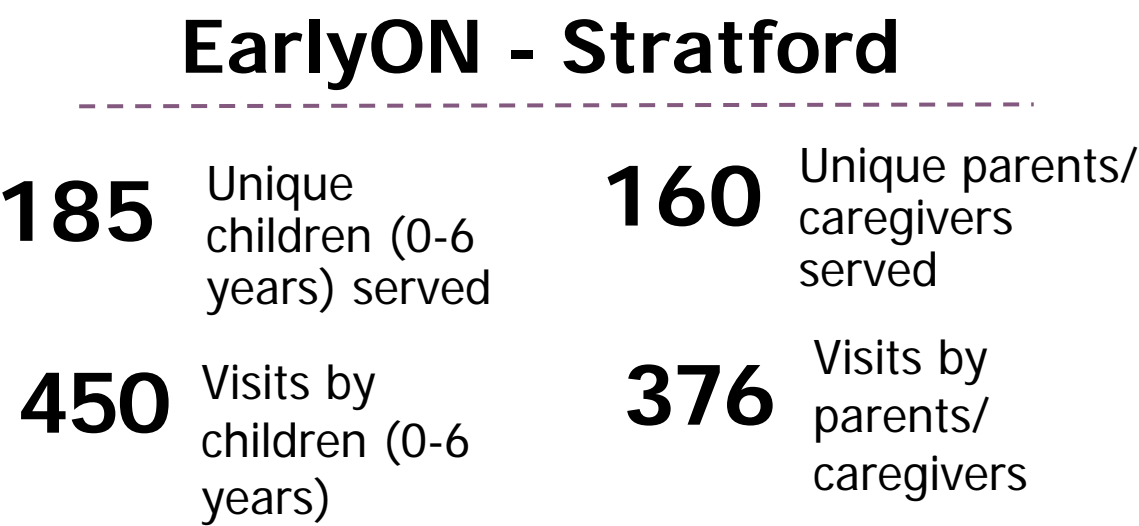 EarlyON - Stratford
185
Unique
children (0-6
years) served
160
Unique parents/
caregivers
served
450
Visits by
children (0-6
years)
376
Visits by
parents/
caregivers